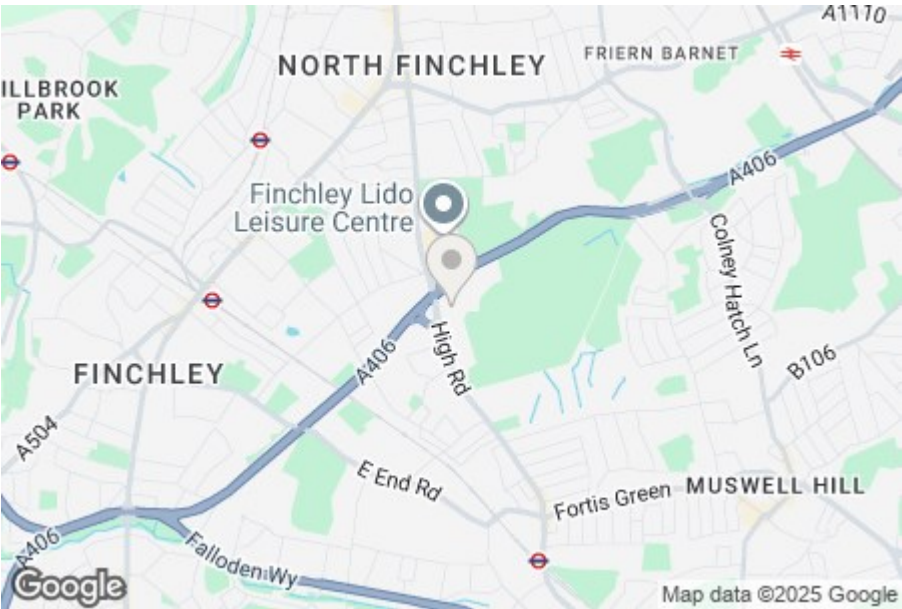 A1110
NORTH FINCHLEY
FRIERN BARNET
ILLBROOK
PARK
A406
Finchley Lido
Leisure Centre
Colney Hatch Ln
High Rd
A406
B106
FINCHLEY
A504
E End Rd
Fortis Green
MUSWELL HILL
A406
Falloden Wy
Google
Map data ©2025 Google